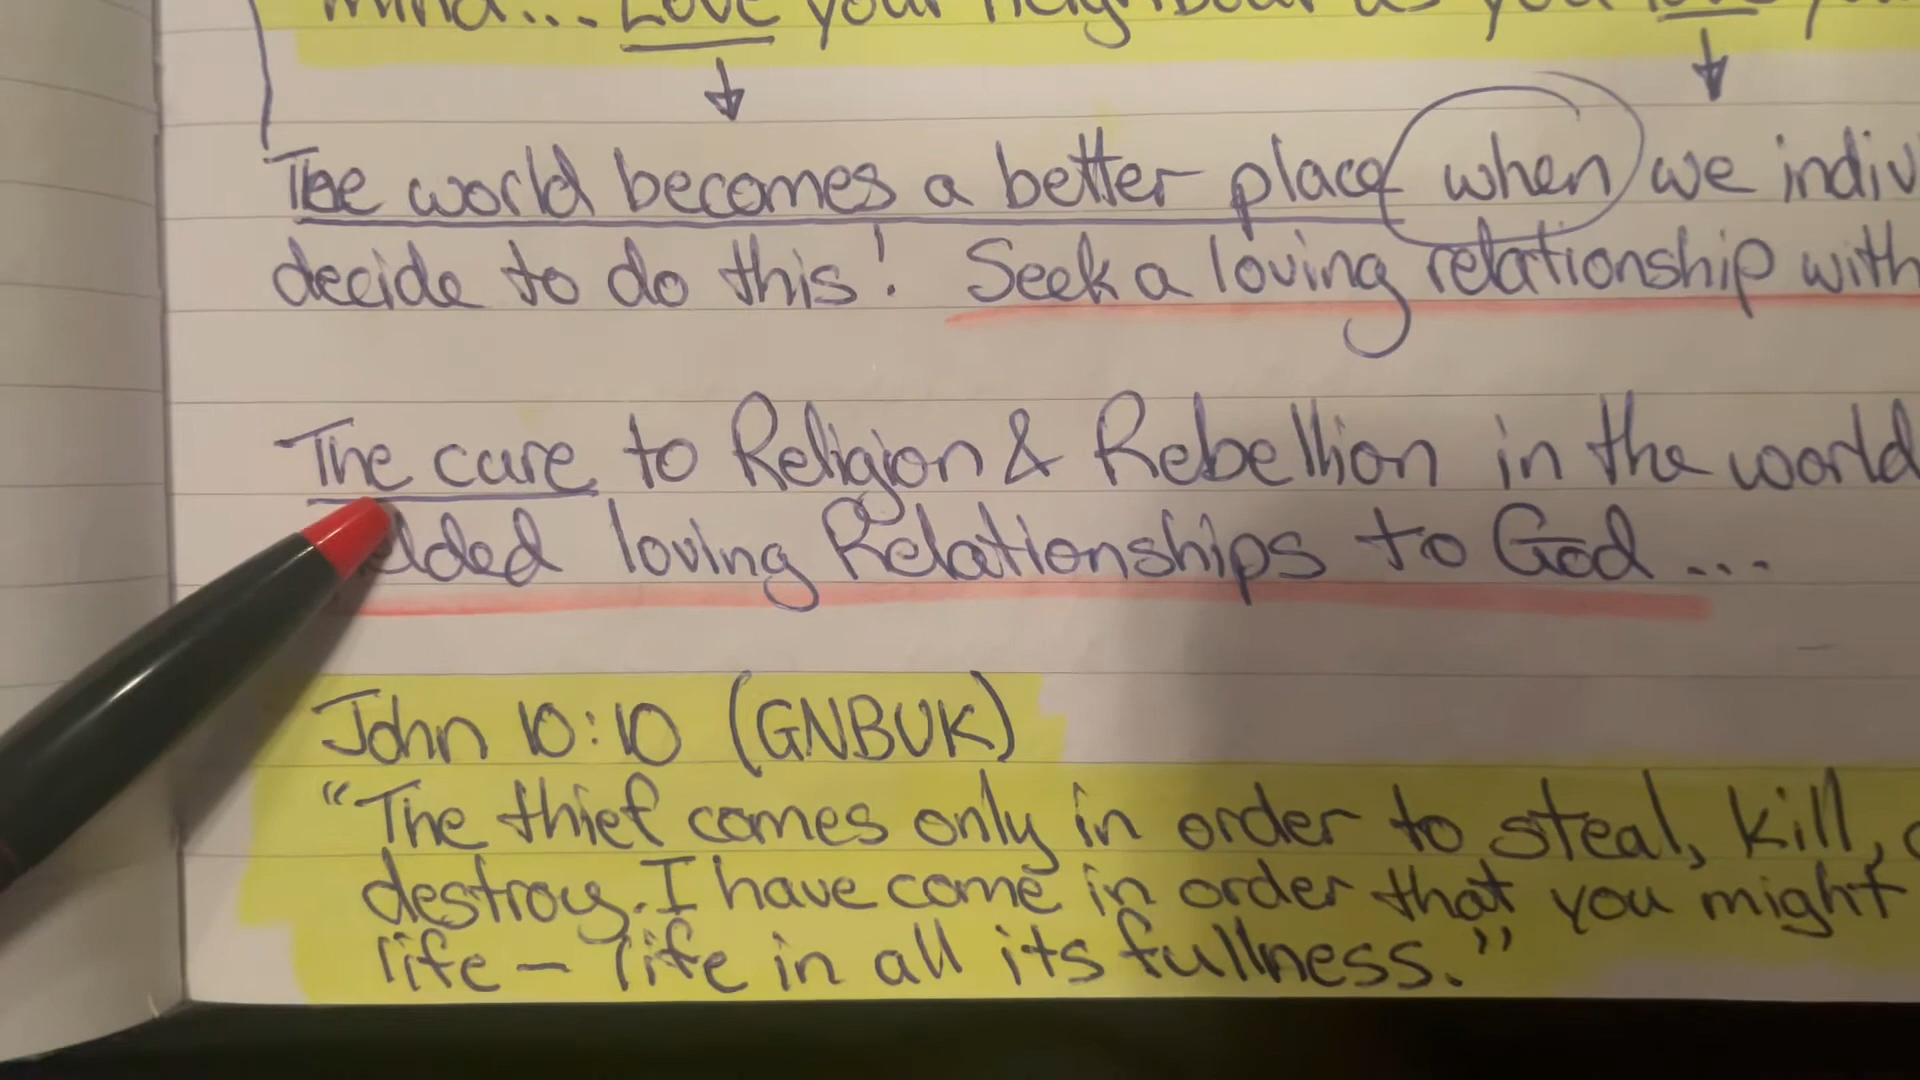 mind... Love your neighbour as you love
The world becomes a better place when we indiv
decide to do this! Seek a loving relationship with
The cure to Religion & Rebellion in the world
loving Relationships to God...
John 10:10 (GNBUK)
"The thief comes only in order to steal, kill,
destroy. I have come in order that you might
life - life in all its fullness."